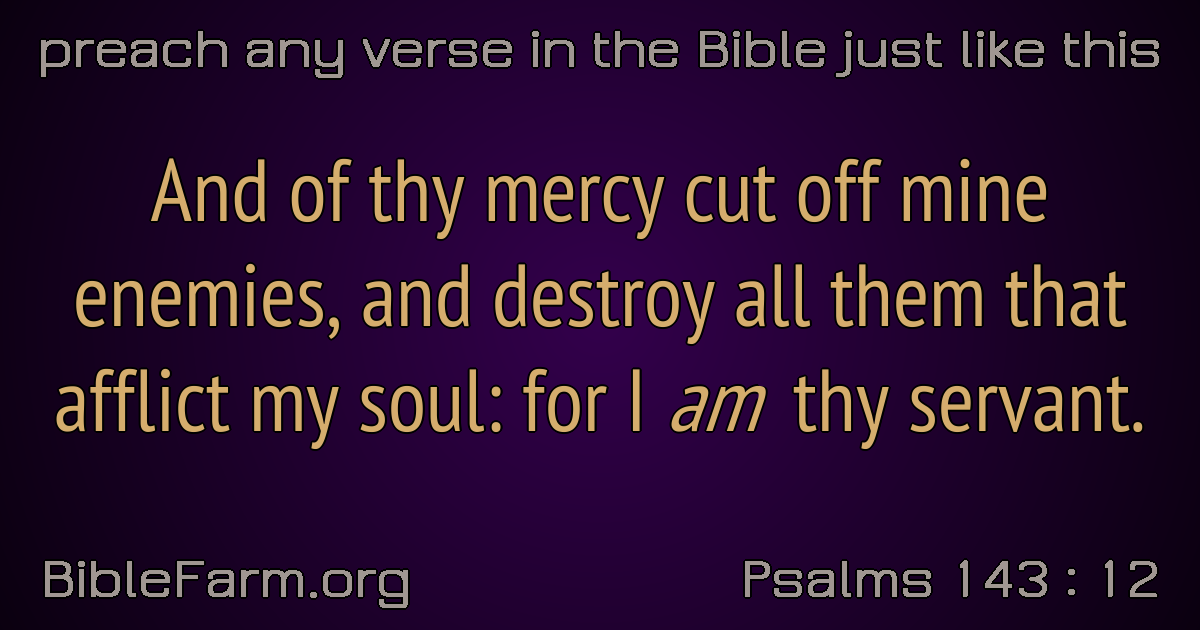 preach any verse in the Bible just like this
And of thy mercy cut off mine
enemies, and destroy all them that
afflict my soul: for I am thy servant.
BibleFarm.org
Psalms 143 : 12